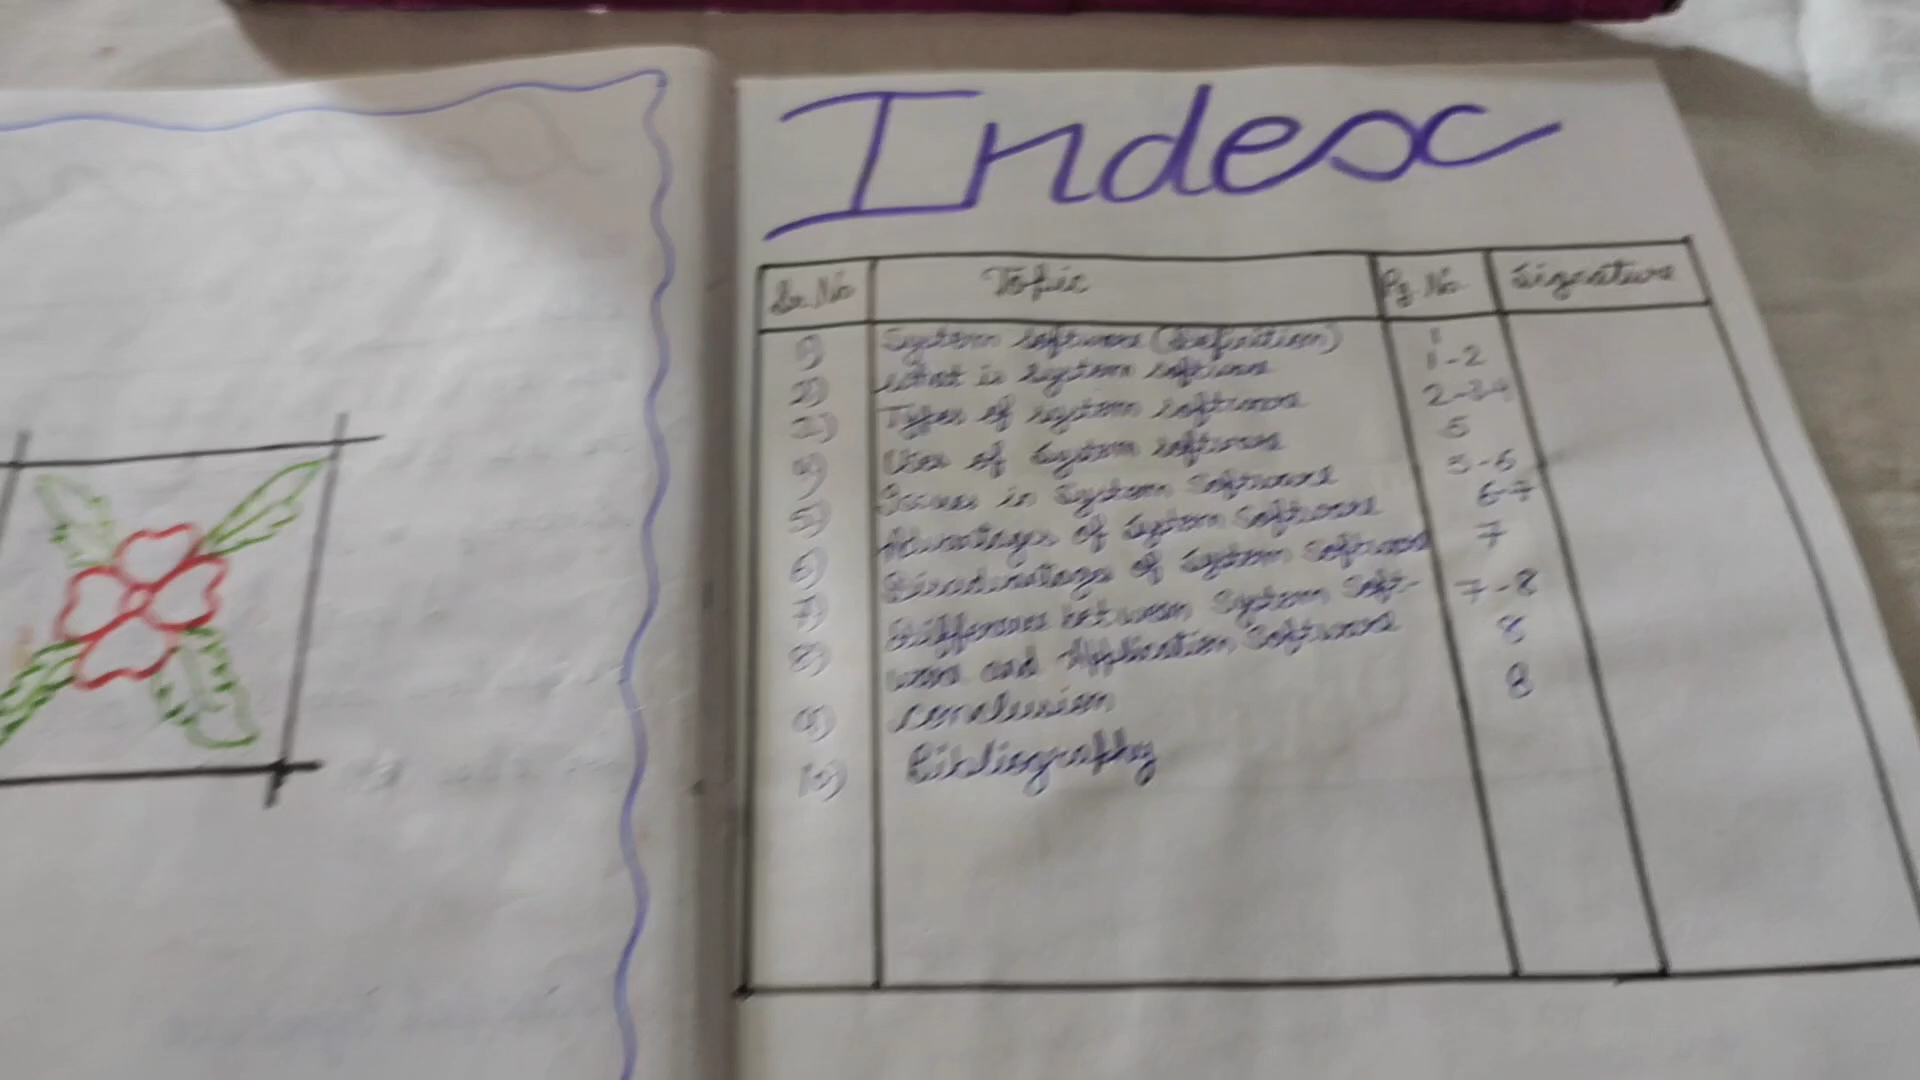 Index
Sr. No Topic Pg. No. Signature
1) System software (Defination) 1
2) What is System software 1-2
3) Types of system software 2-3-4
4) Uses of System software 5
5) Issues in System Software 5-6
6) Advantages of System Software 6-7
7) Disadvantage of System Software 7
8) Difference between System Soft- 7-8
ware and Application Software
9) Conclusion 8
10) Bibliography 8